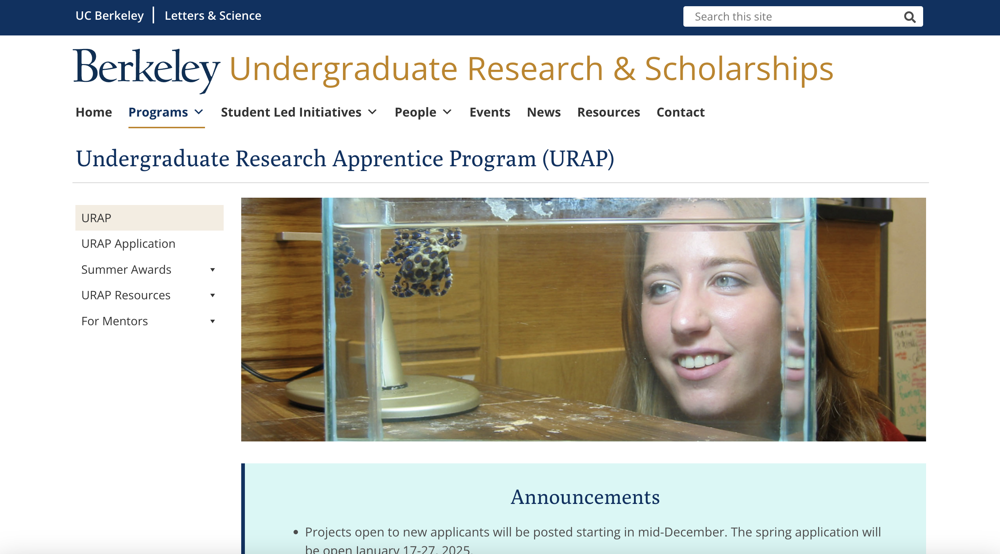 UC Berkeley
Letters & Science
Search this site
Berkeley Undergraduate Research & Scholarships
Home Programs Student Led Initiatives People Events News Resources Contact
Undergraduate Research Apprentice Program (URAP)
URAP
URAP Application
Summer Awards
URAP Resources
For Mentors
She's
Announcements
• Projects open to new applicants will be posted starting in mid-December. The spring application will
be open January 17-27, 2025.